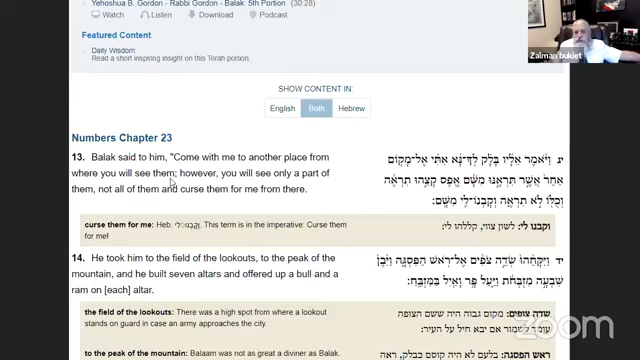 Yehoshua B. Gordon - Rabbi Gordon - Balak: 5th Portion (30:28)
Watch Listen Download Podcast
Featured Content
Daily Wisdom:
Read a short inspiring insight on this Torah portion.
Zalman bukiet
SHOW CONTENT IN:
English Both Hebrew
Numbers Chapter 23
13. Balak said to him, "Come with me to another place from
where you will see them; however, you will see only a part of
them, not all of them and curse them for me from there.
יג וַיֹּ֨אמֶר אֵלָ֜יו בָּלָ֗ק לְךָ־נָּ֨א אִתִּ֜י אֶל־מָק֤וֹם
אַחֵר֙ אֲשֶׁ֣ר תִּרְאֶ֣נּוּ מִשָּׁ֔ם אֶ֚פֶס קָצֵ֣הוּ תִרְאֶ֔ה
וְכֻלּ֖וֹ לֹ֣א תִרְאֶ֑ה וְקָבְנוֹ־לִ֖י מִשָּֽׁם:
curse them for me: Heb. וְקָבְנוֹ־לִי. This term is in the imperative: Curse them
for me!
וקבנו לי: לשון צווי, קללהו לי:
14. He took him to the field of the lookouts, to the peak of the
mountain, and he built seven altars and offered up a bull and a
ram on [each] altar.
יד וַיִּקָּחֵ֙הוּ֙ שְׂדֵ֣ה צֹפִ֔ים אֶל־רֹ֖אשׁ הַפִּסְגָּ֑ה וַיִּ֙בֶן֙
שִׁבְעָ֣ה מִזְבְּחֹ֔ת וַיַּ֛עַל פָּ֥ר וָאַ֖יִל בַּמִּזְבֵּֽחַ:
the field of the lookouts: There was a high spot from where a lookout
stands on guard in case an army approaches the city.
שדה צופים: מקום גבוה היה ששם הצופה
עומד לשמור אם יבא חיל על העיר:
to the peak of the mountain: Balaam was not as great a diviner as Balak.
ראש הפסגה: בלעם לא היה קוסם כבלק, ראה
LIVE
zoom